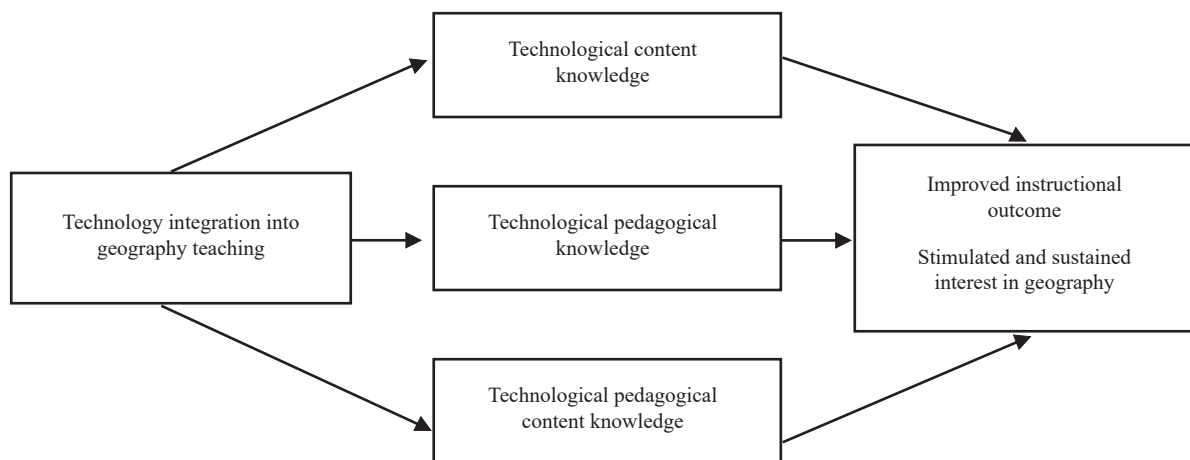 Technological content
knowledge
Technology integration into
geography teaching
Technological pedagogical
knowledge
Improved instructional
outcome
Stimulated and sustained
interest in geography
Technological pedagogical
content knowledge